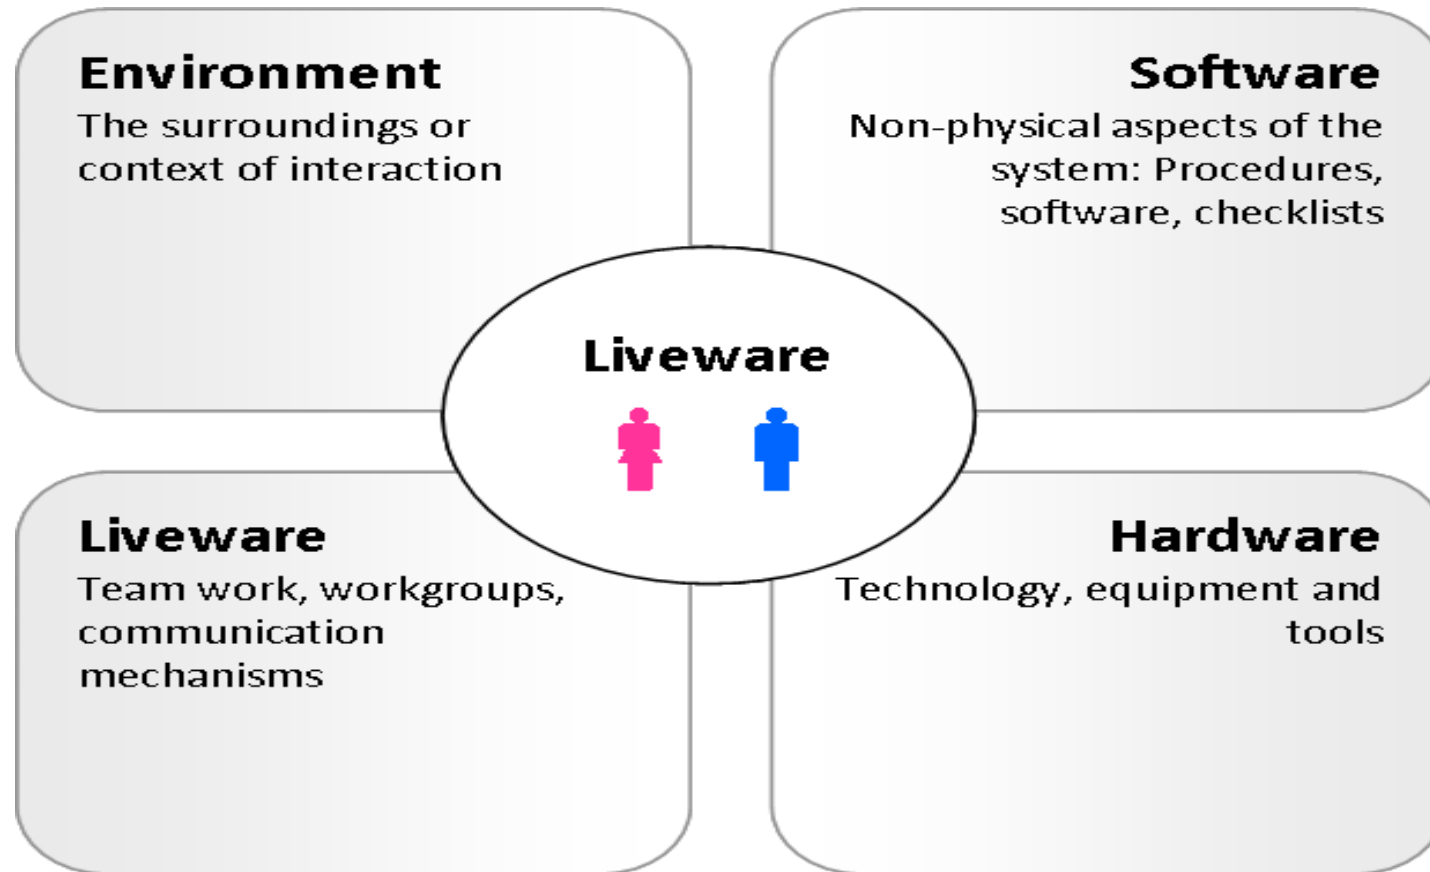 Environment
The surroundings or
context of interaction
Software
Non-physical aspects of the
system: Procedures,
software, checklists
Liveware
Liveware
Team work, workgroups,
communication
mechanisms
Hardware
Technology, equipment and
tools